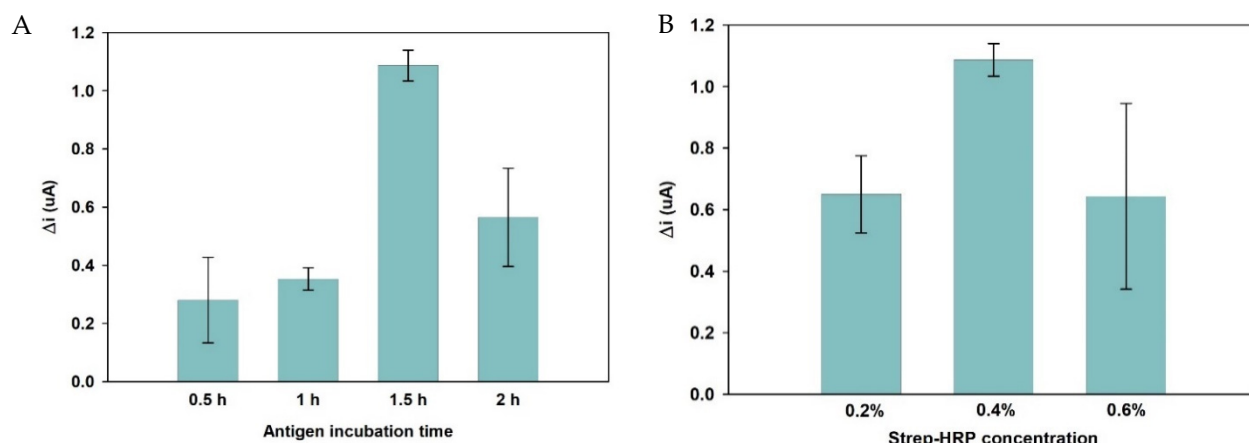 A
1.2
1.0
0.8
0.6
0.4
0.2
0.0
Δi (uA)
0.5 h 1 h 1.5 h 2 h
Antigen incubation time
B
1.2
1.0
0.8
0.6
0.4
0.2
0.0
Δi (uA)
0.2% 0.4% 0.6%
Strep-HRP concentration